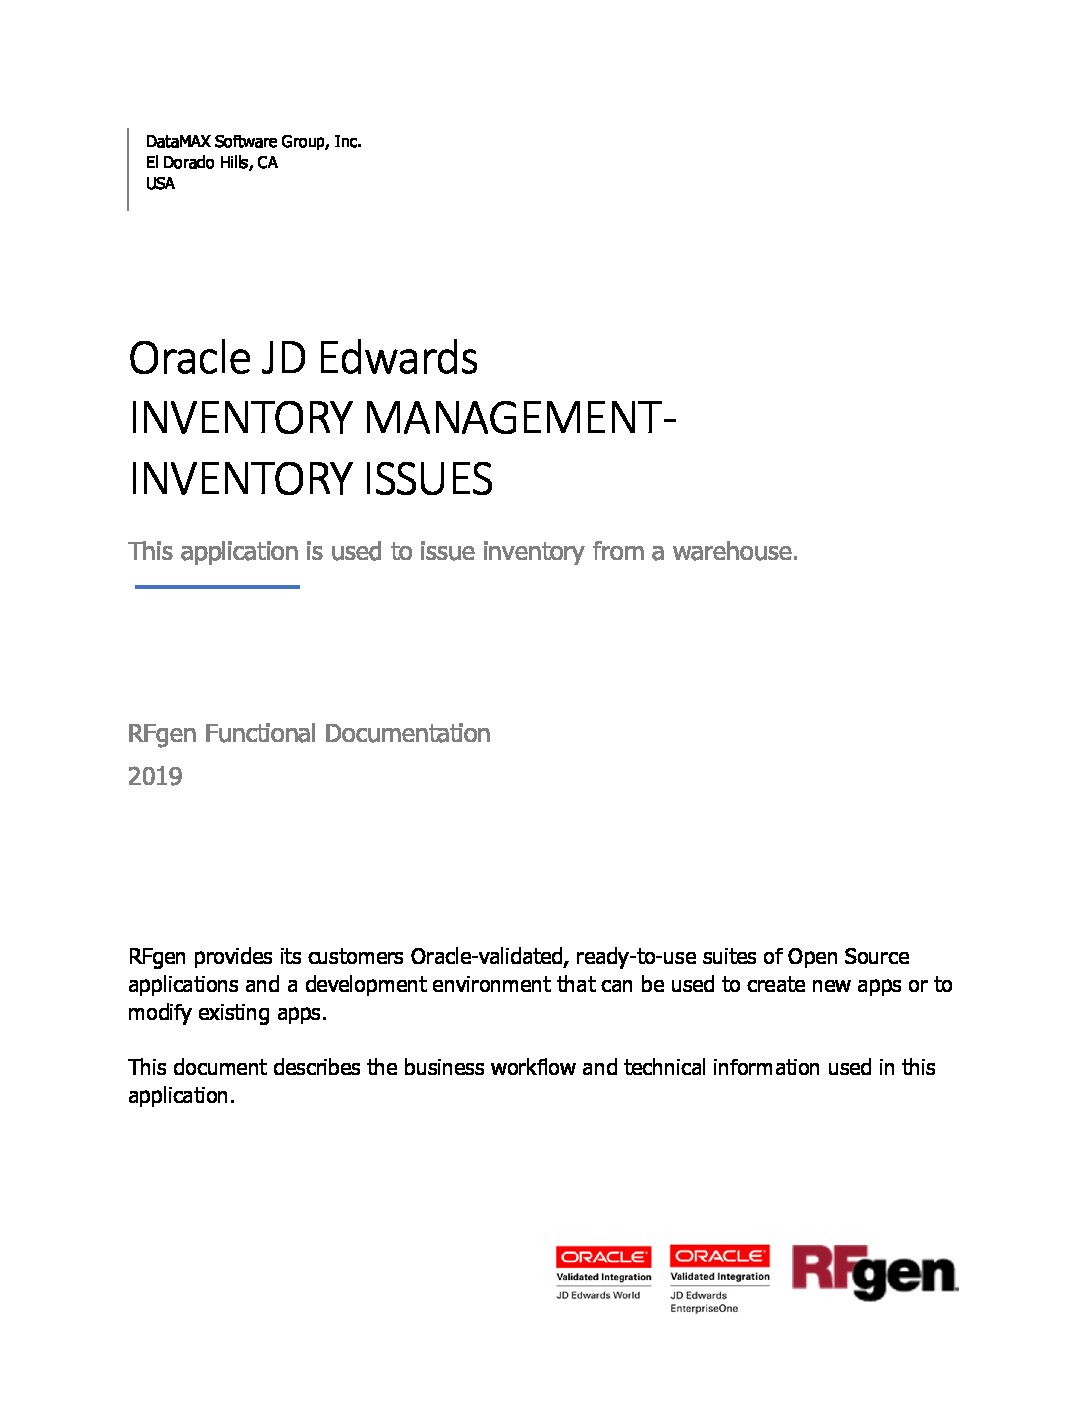 DataMAX Software Group, Inc.
El Dorado Hills, CA
USA
Oracle JD Edwards
INVENTORY MANAGEMENT-
INVENTORY ISSUES
This application is used to issue inventory from a warehouse.
RFgen Functional Documentation
2019
RFgen provides its customers Oracle-validated, ready-to-use suites of Open Source
applications and a development environment that can be used to create new apps or to
modify existing apps.
This document describes the business workflow and technical information used in this
application.
ORACLE
Validated Integration
JD Edwards World
ORACLE
Validated Integration
JD Edwards
EnterpriseOne
RFgen